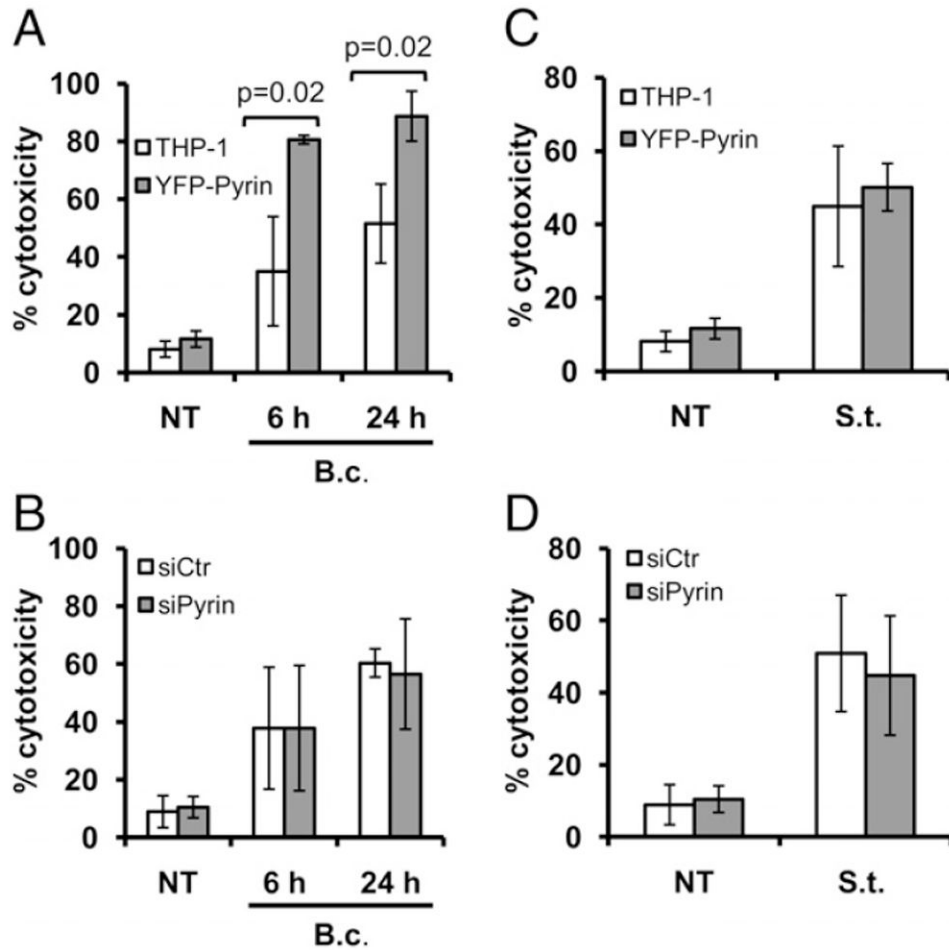 A
p=0.02
p=0.02
% cytotoxicity
100
80
60
40
20
0
THP-1
YFP-Pyrin
NT
6 h
24 h
B.c.
C
% cytotoxicity
80
60
40
20
0
THP-1
YFP-Pyrin
NT
S.t.
B
% cytotoxicity
100
80
60
40
20
0
siCtr
siPyrin
NT
6 h
24 h
B.c.
D
% cytotoxicity
80
60
40
20
0
siCtr
siPyrin
NT
S.t.